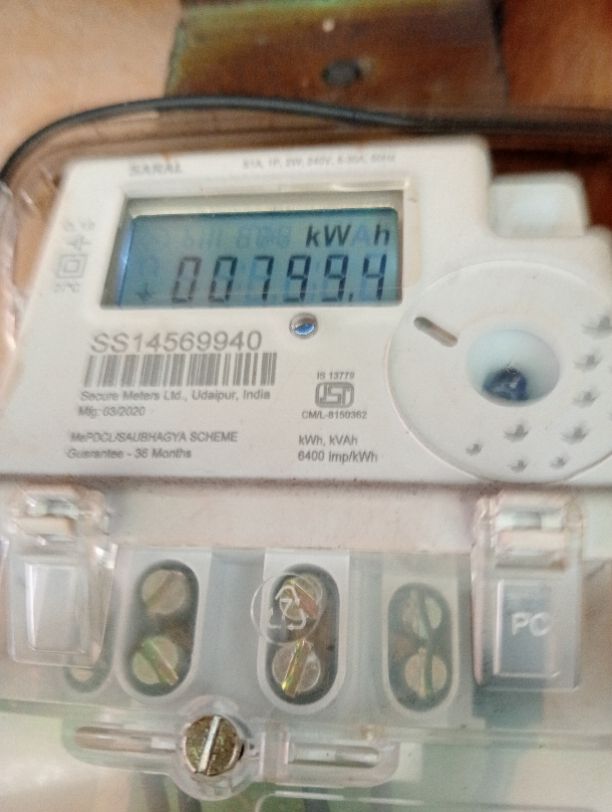 SARAL
kWh
00799.4
SS14569940
Secure Meters Ltd., Udaipur, India
Mfg: 03/2020
MePDCL/SAUBHAGYA SCHEME
Guarantee - 36 Months
IS 13779
ISI
CM/L-8150362
kWh, kVAh
6400 imp/kWh
PC